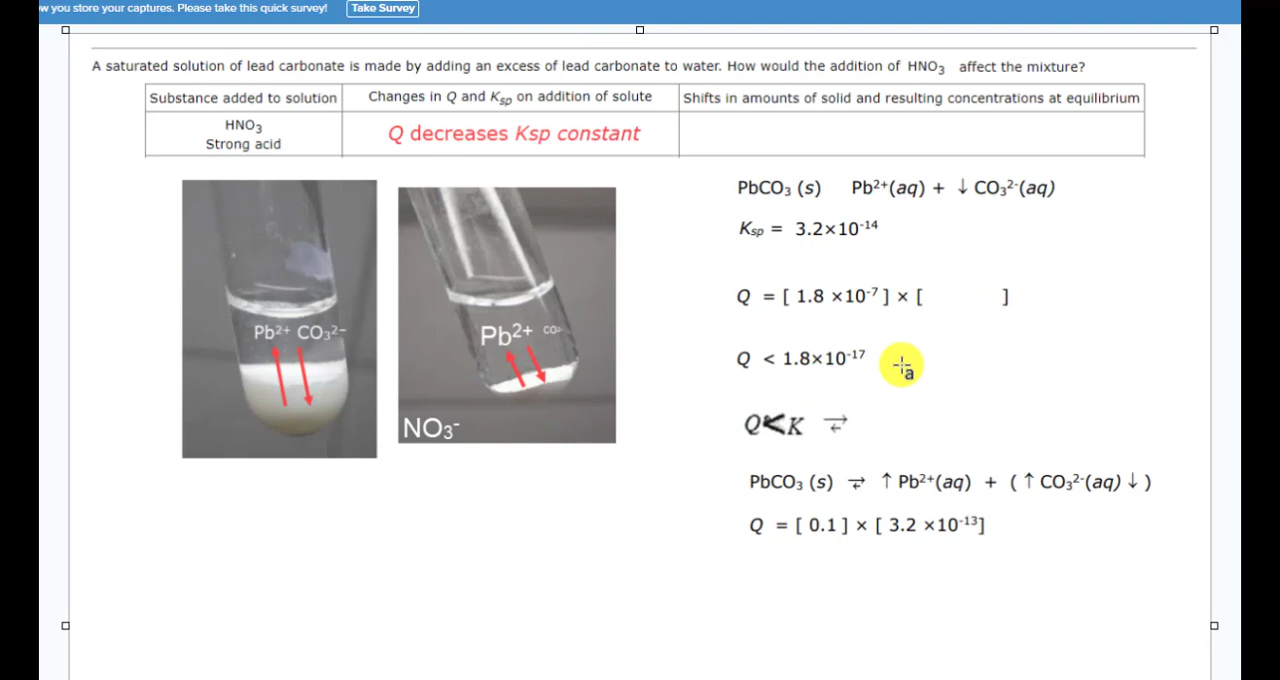 w you store your captures. Please take this quick survey! Take Survey
A saturated solution of lead carbonate is made by adding an excess of lead carbonate to water. How would the addition of HNO₃ affect the mixture?
Substance added to solution Changes in Q and Ksp on addition of solute Shifts in amounts of solid and resulting concentrations at equilibrium
HNO₃
Strong acid
Q decreases Ksp constant
PbCO₃ (s) Pb²⁺(aq) + ↓ CO₃²⁻(aq)
Ksp = 3.2×10⁻¹⁴
Q = [ 1.8 ×10⁻⁷ ] × [ ]
Pb²⁺ CO₃²⁻
Pb²⁺ CO²⁻
Q < 1.8×10⁻¹⁷
a
NO₃⁻
Q<K ⇄
PbCO₃ (s) ⇄ ↑ Pb²⁺(aq) + ( ↑ CO₃²⁻(aq) ↓ )
Q = [ 0.1 ] × [ 3.2 ×10⁻¹³]